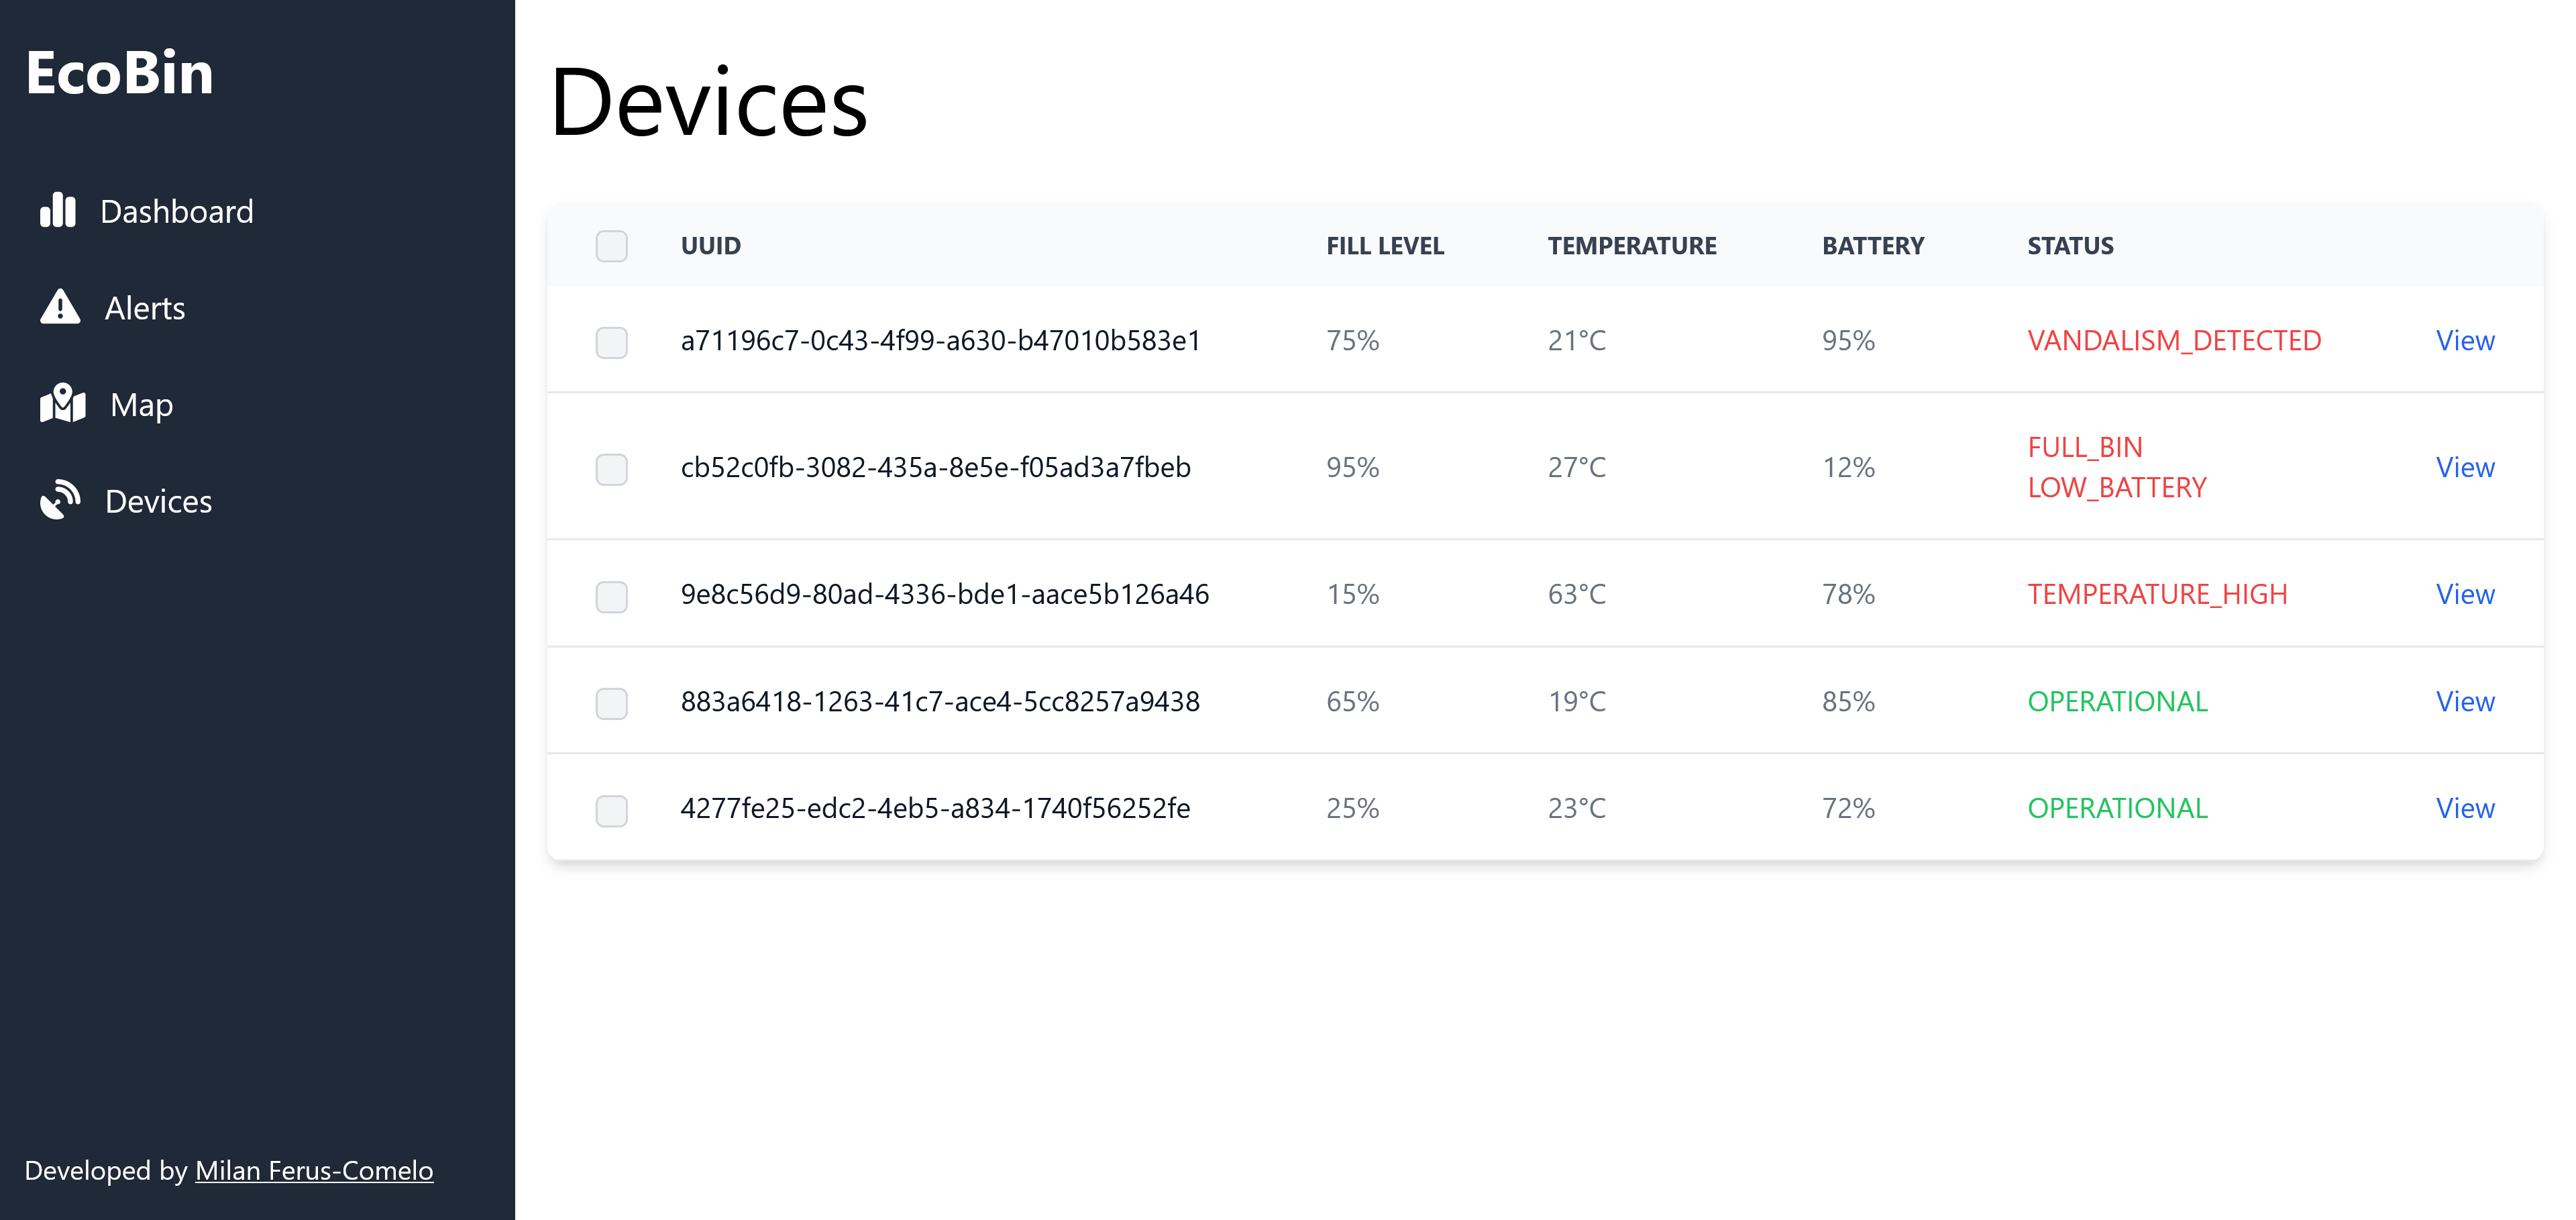 EcoBin
Dashboard
Alerts
Map
Devices
Developed by Milan Ferus-Comelo
Devices
UUID FILL LEVEL TEMPERATURE BATTERY STATUS
a71196c7-0c43-4f99-a630-b47010b583e1 75% 21°C 95% VANDALISM_DETECTED View
cb52c0fb-3082-435a-8e5e-f05ad3a7fbeb 95% 27°C 12% FULL_BIN LOW_BATTERY View
9e8c56d9-80ad-4336-bde1-aace5b126a46 15% 63°C 78% TEMPERATURE_HIGH View
883a6418-1263-41c7-ace4-5cc8257a9438 65% 19°C 85% OPERATIONAL View
4277fe25-edc2-4eb5-a834-1740f56252fe 25% 23°C 72% OPERATIONAL View